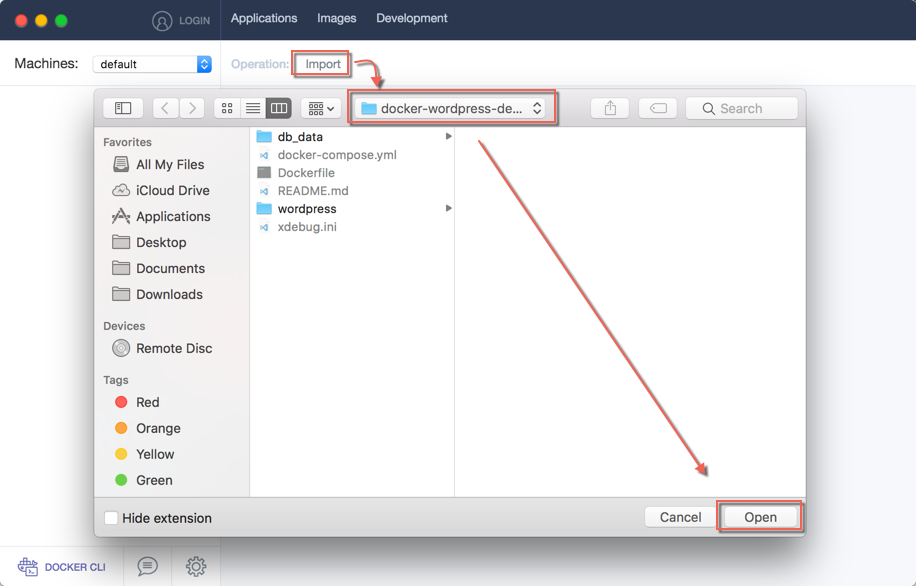 LOGIN Applications Images Development
Machines: default Operation: Import
docker-wordpress-de... Search
Favorites
All My Files
iCloud Drive
Applications
Desktop
Documents
Downloads
Devices
Remote Disc
Tags
Red
Orange
Yellow
Green
db_data
docker-compose.yml
Dockerfile
README.md
wordpress
xdebug.ini
Hide extension Cancel Open
DOCKER CLI